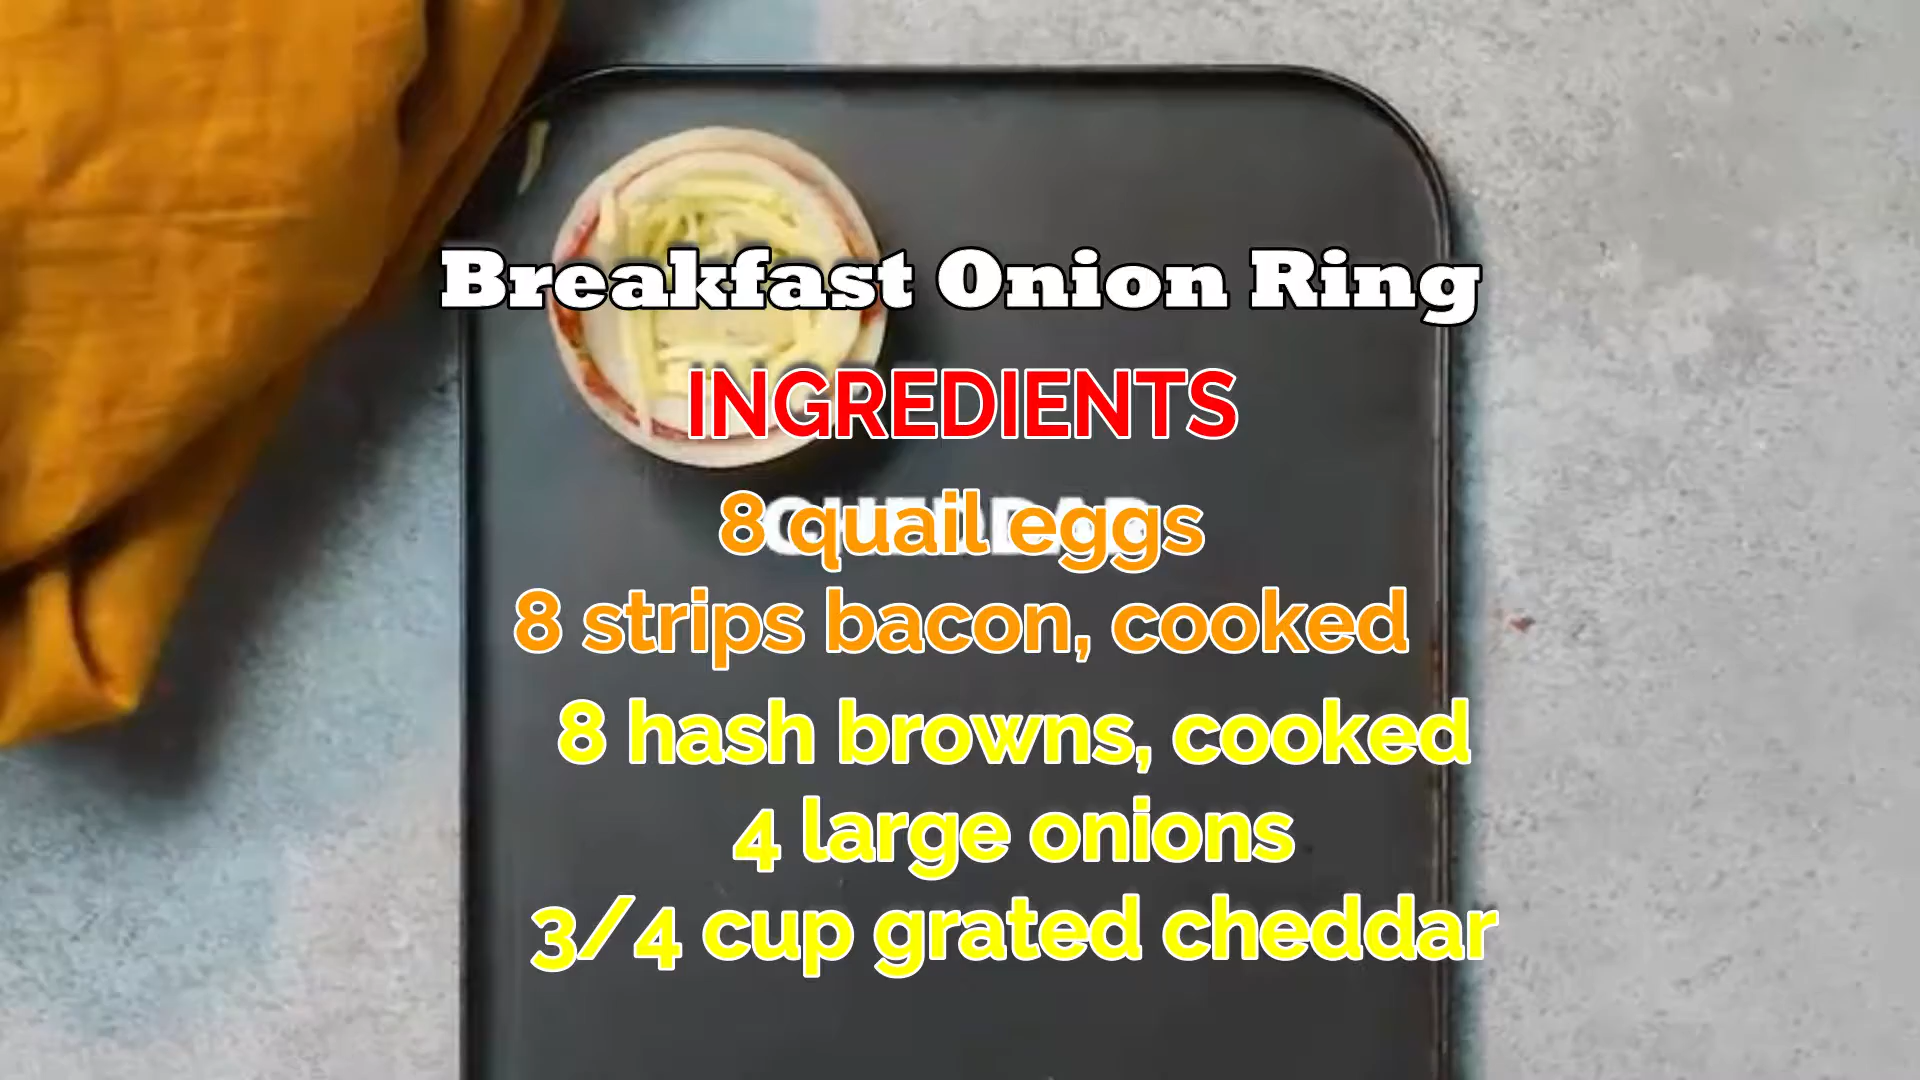 Breakfast Onion Ring
INGREDIENTS
8 quail eggs
8 strips bacon, cooked
8 hash browns, cooked
4 large onions
3/4 cup grated cheddar